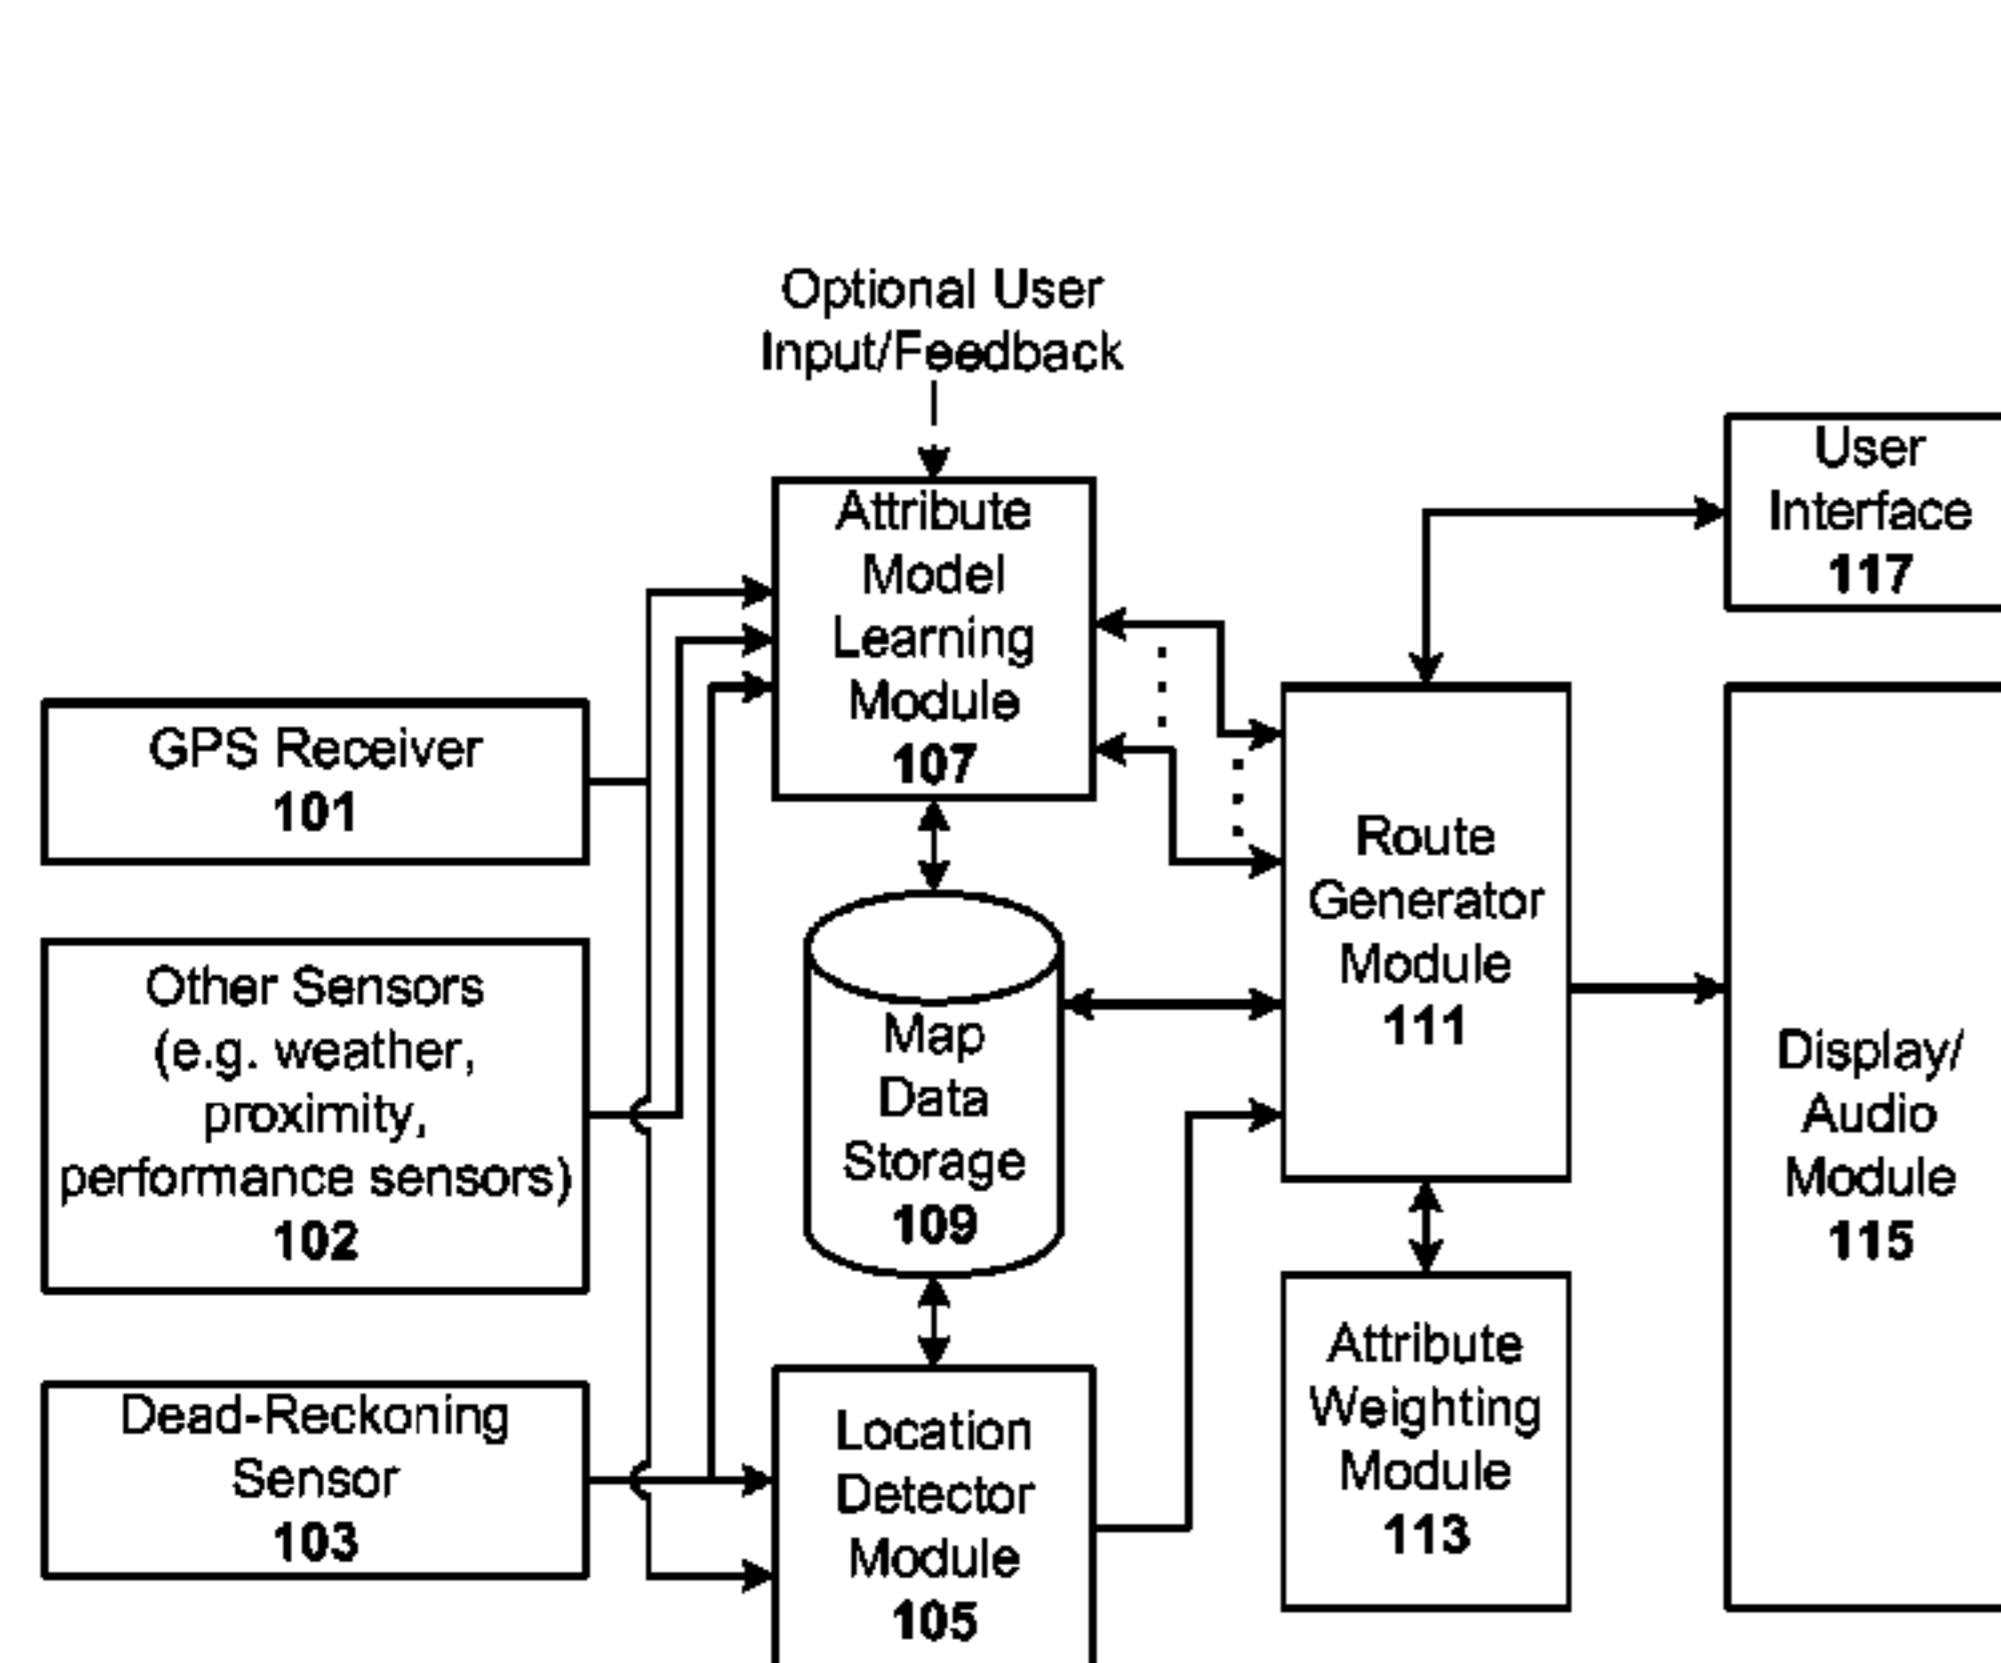 Optional User
Input/Feedback
Attribute
Model
Learning
Module
107
User
Interface
117
GPS Receiver
101
Other Sensors
(e.g. weather,
proximity,
performance sensors)
102
Dead-Reckoning
Sensor
103
Map
Data
Storage
109
Location
Detector
Module
105
Route
Generator
Module
111
Attribute
Weighting
Module
113
Display/
Audio
Module
115